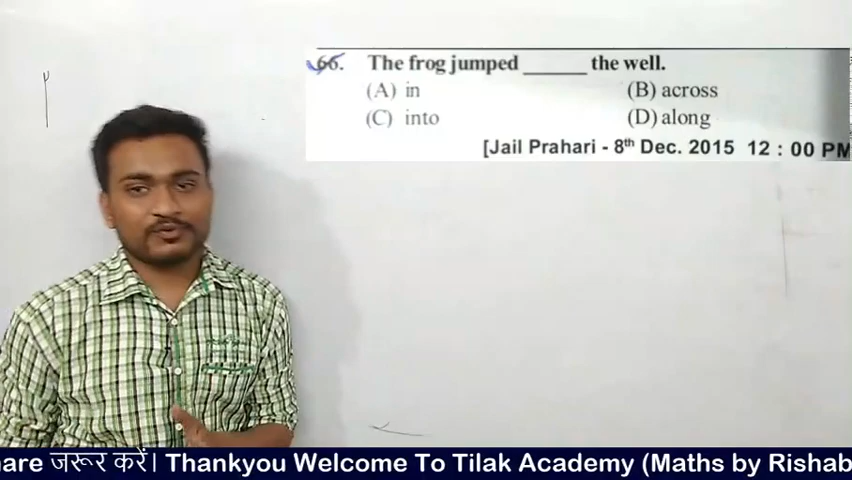 66. The frog jumped ______ the well.
(A) in (B) across
(C) into (D) along
[Jail Prahari - 8th Dec. 2015 12 : 00 PM
are जरूर करें। Thankyou Welcome To Tilak Academy (Maths by Rishab